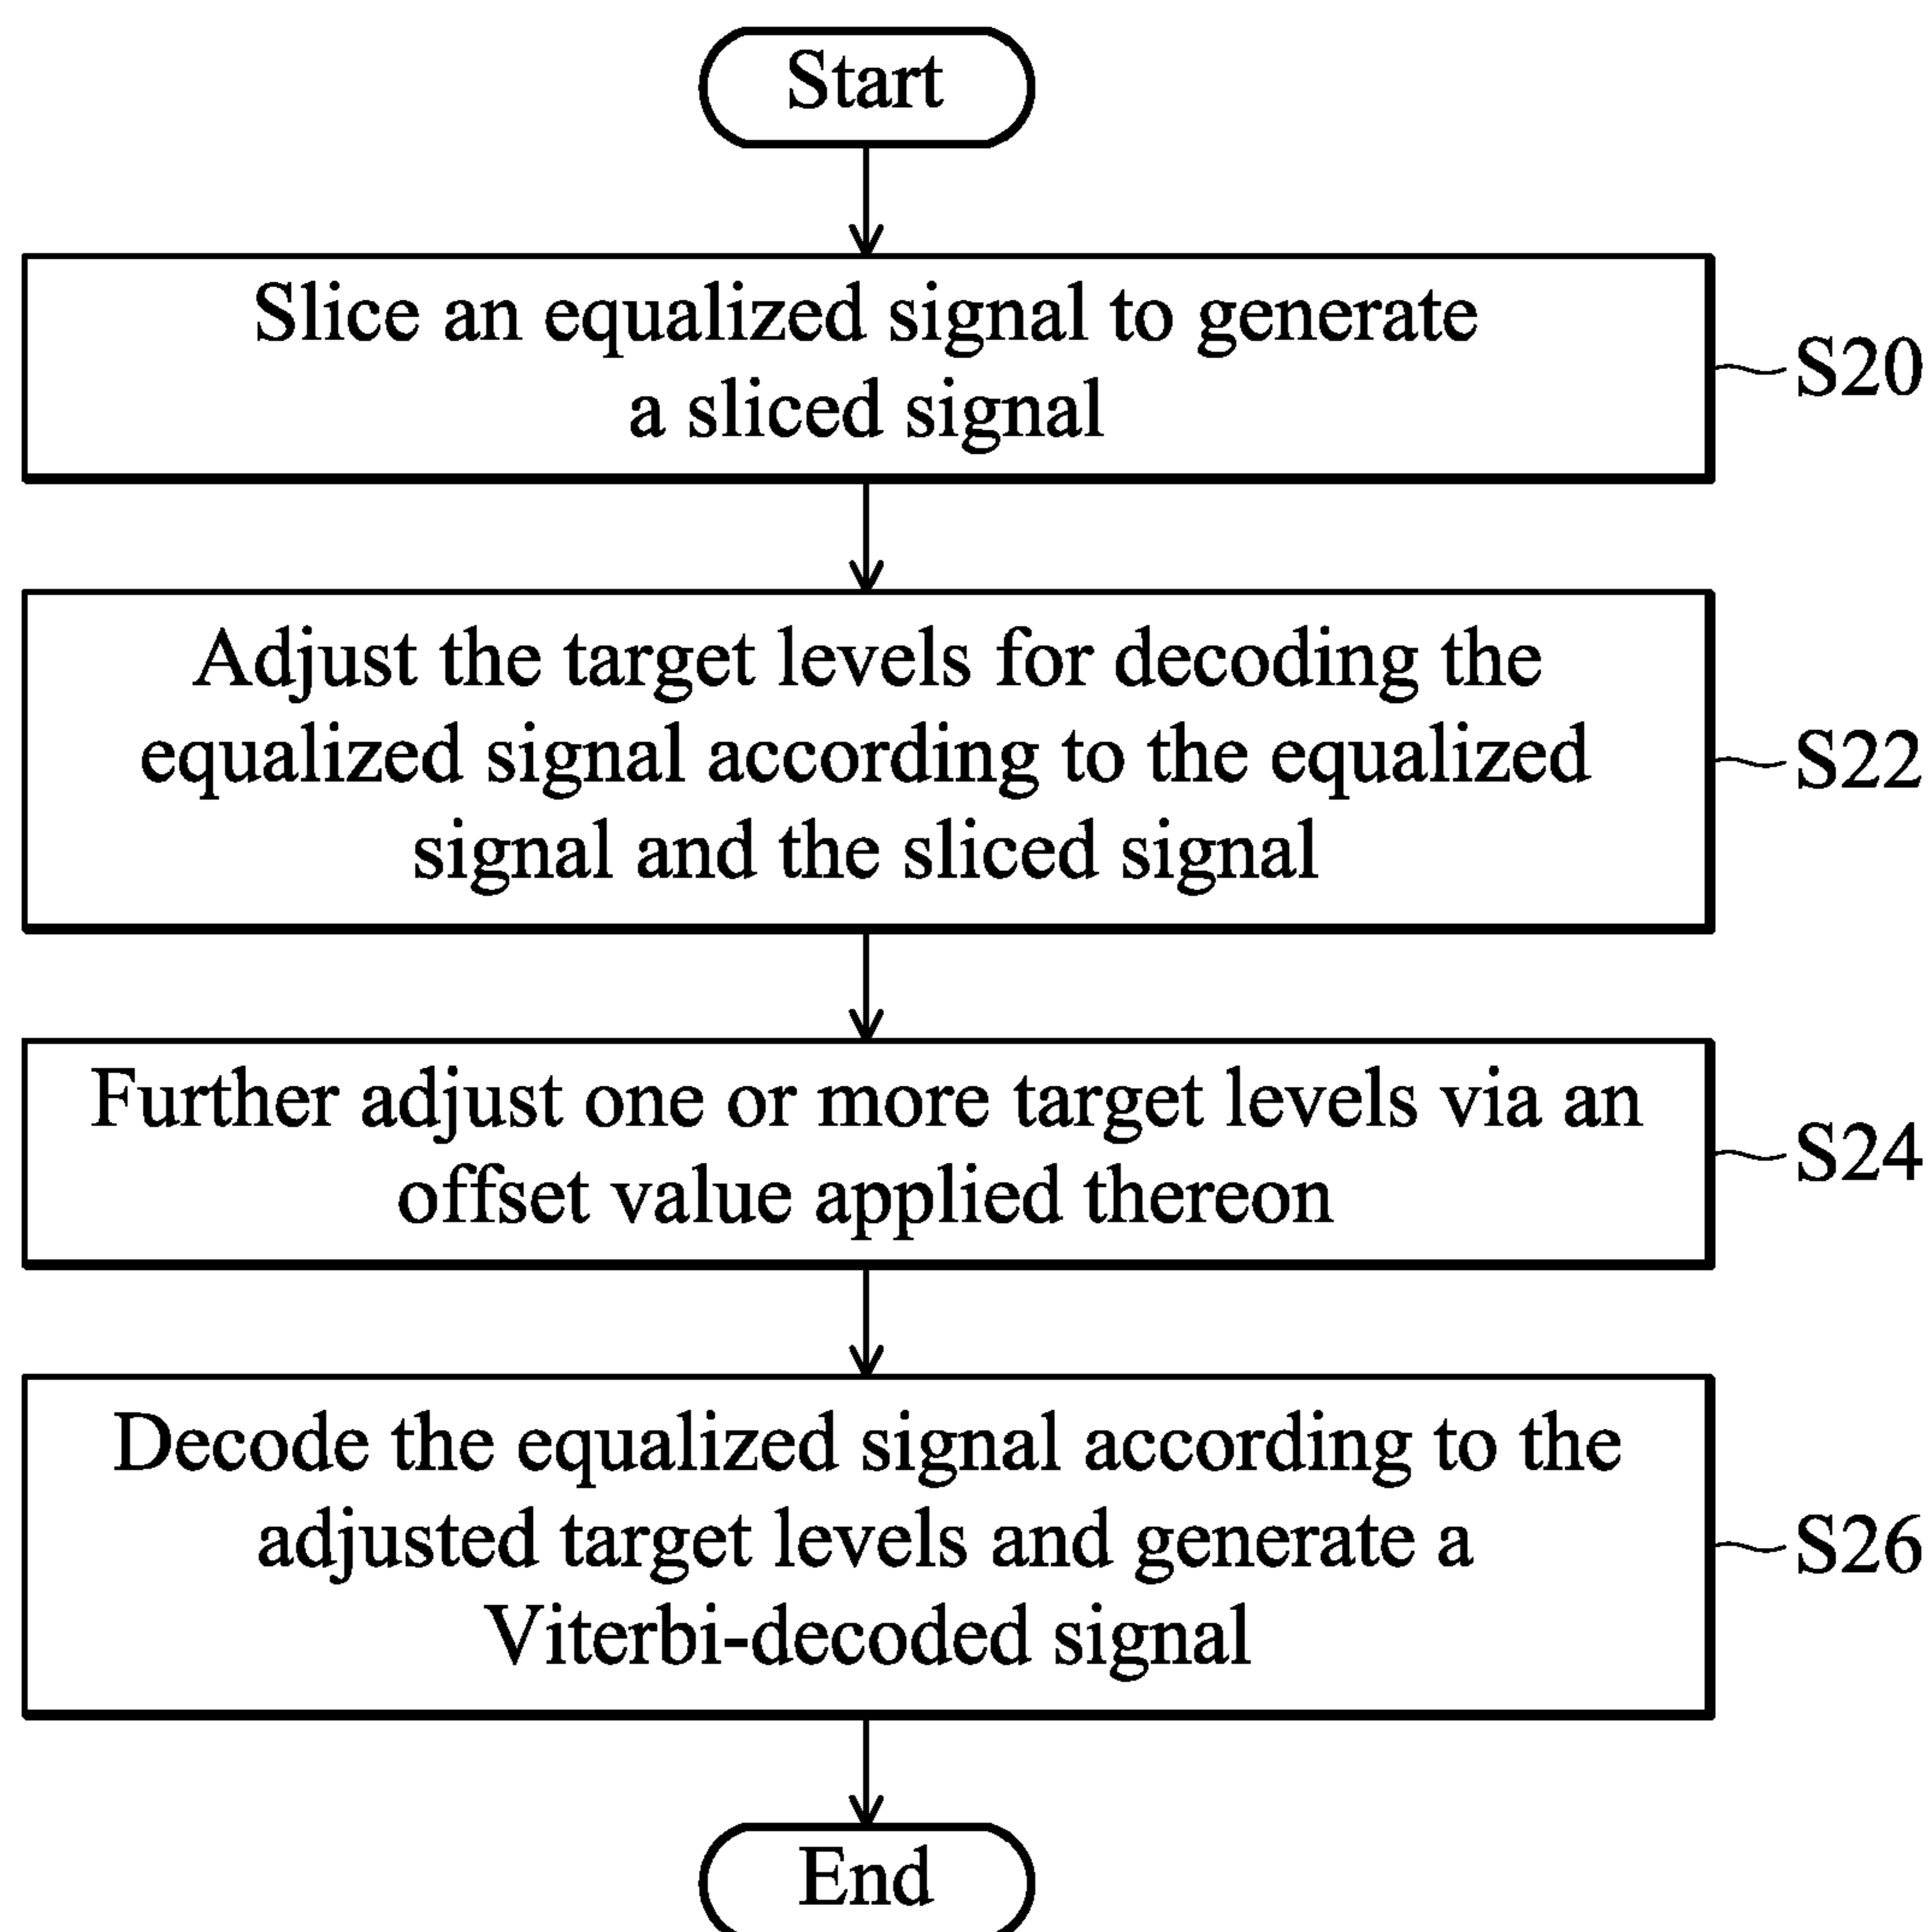 Start
Slice an equalized signal to generate
a sliced signal
S20
Adjust the target levels for decoding the
equalized signal according to the equalized
signal and the sliced signal
S22
Further adjust one or more target levels via an
offset value applied thereon
S24
Decode the equalized signal according to the
adjusted target levels and generate a
Viterbi-decoded signal
S26
End